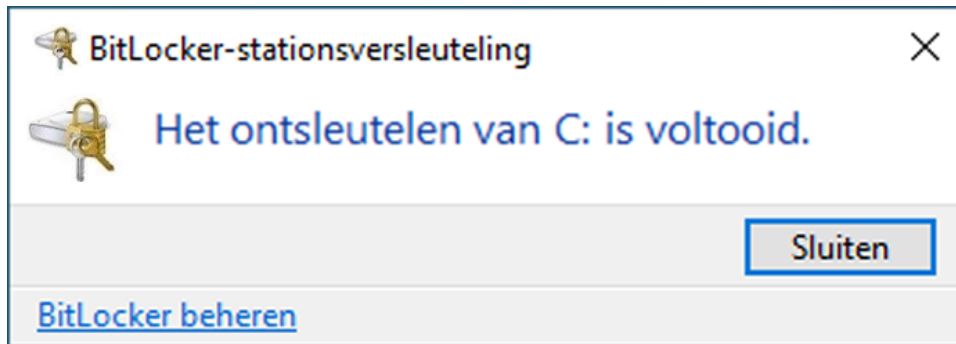 BitLocker-stationsversleuteling
Het ontsleutelen van C: is voltooid.
Sluiten
BitLocker beheren